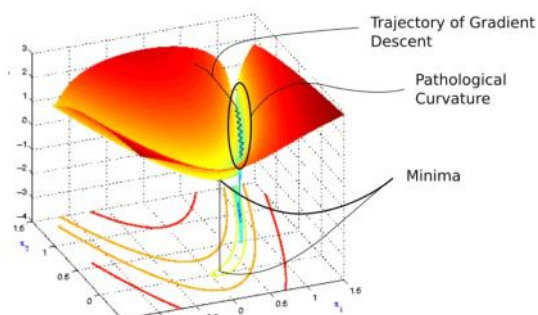 Trajectory of Gradient
Descent
Pathological
Curvature
Minima
3
2
1
0
−1
−2
−3
−4
1.5
1
0.5
0
x₂
0
0.5
1
1.5
x₁